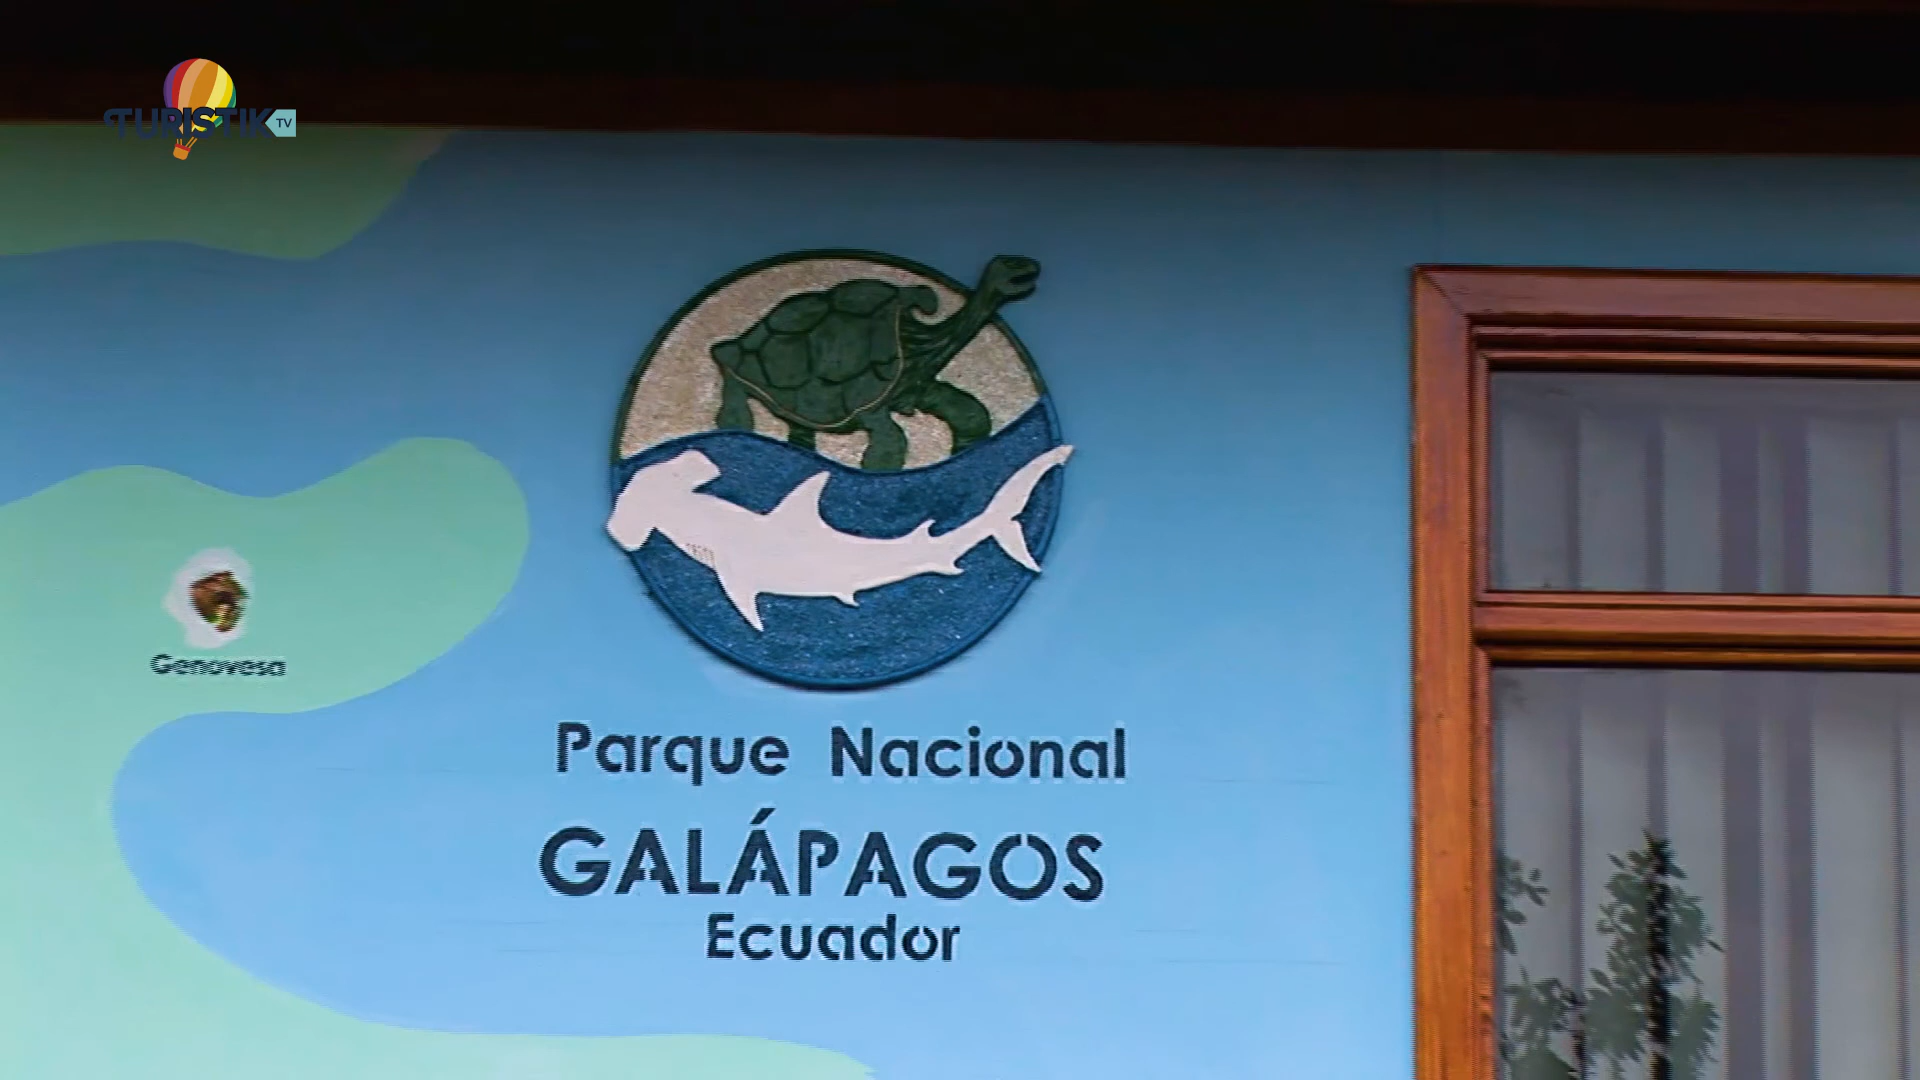 TURISTIK TV
Genovesa
Parque Nacional
GALÁPAGOS
Ecuador